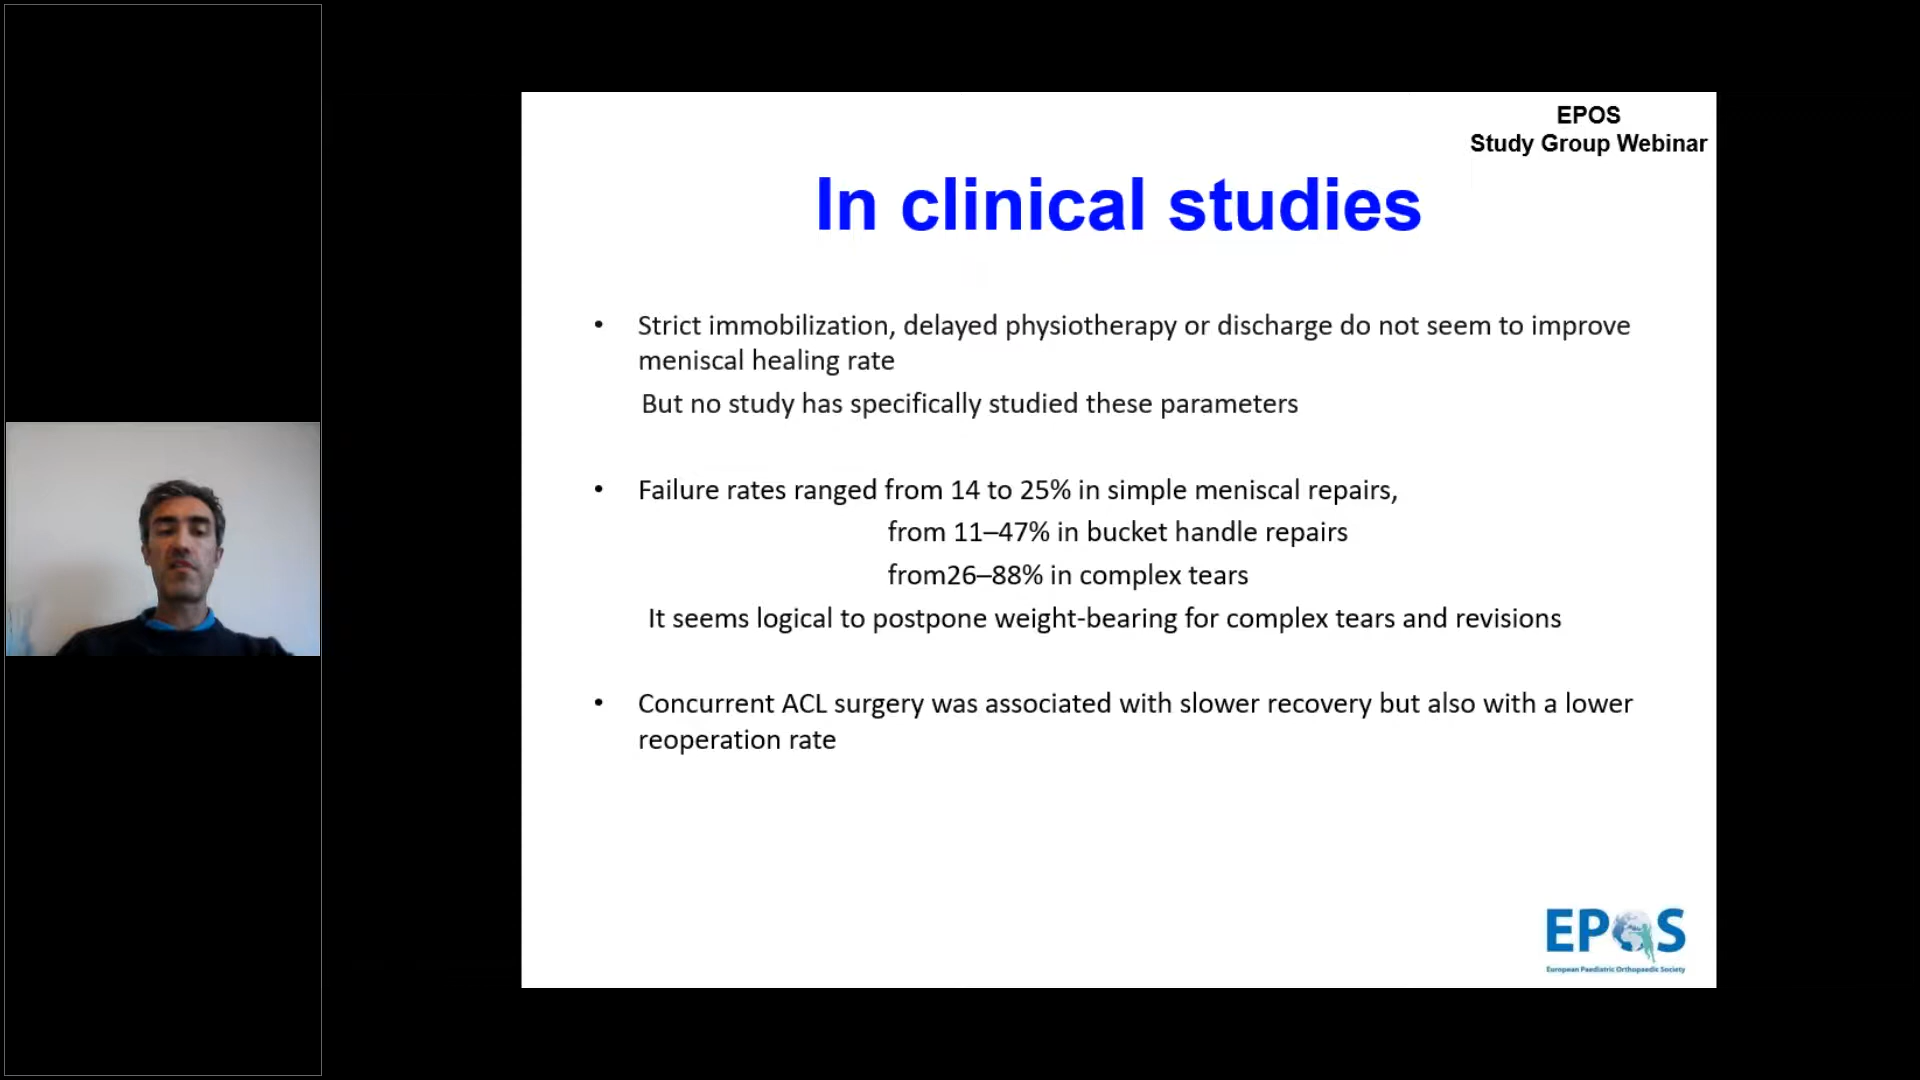 EPOS
Study Group Webinar
In clinical studies
• Strict immobilization, delayed physiotherapy or discharge do not seem to improve
meniscal healing rate
But no study has specifically studied these parameters
• Failure rates ranged from 14 to 25% in simple meniscal repairs,
from 11–47% in bucket handle repairs
from26–88% in complex tears
It seems logical to postpone weight-bearing for complex tears and revisions
• Concurrent ACL surgery was associated with slower recovery but also with a lower
reoperation rate
EPOS
European Paediatric Orthopaedic Society